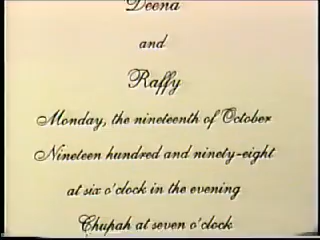 Deena
and
Raffy
Monday, the nineteenth of October
Nineteen hundred and ninety-eight
at six o'clock in the evening
Chupah at seven o'clock